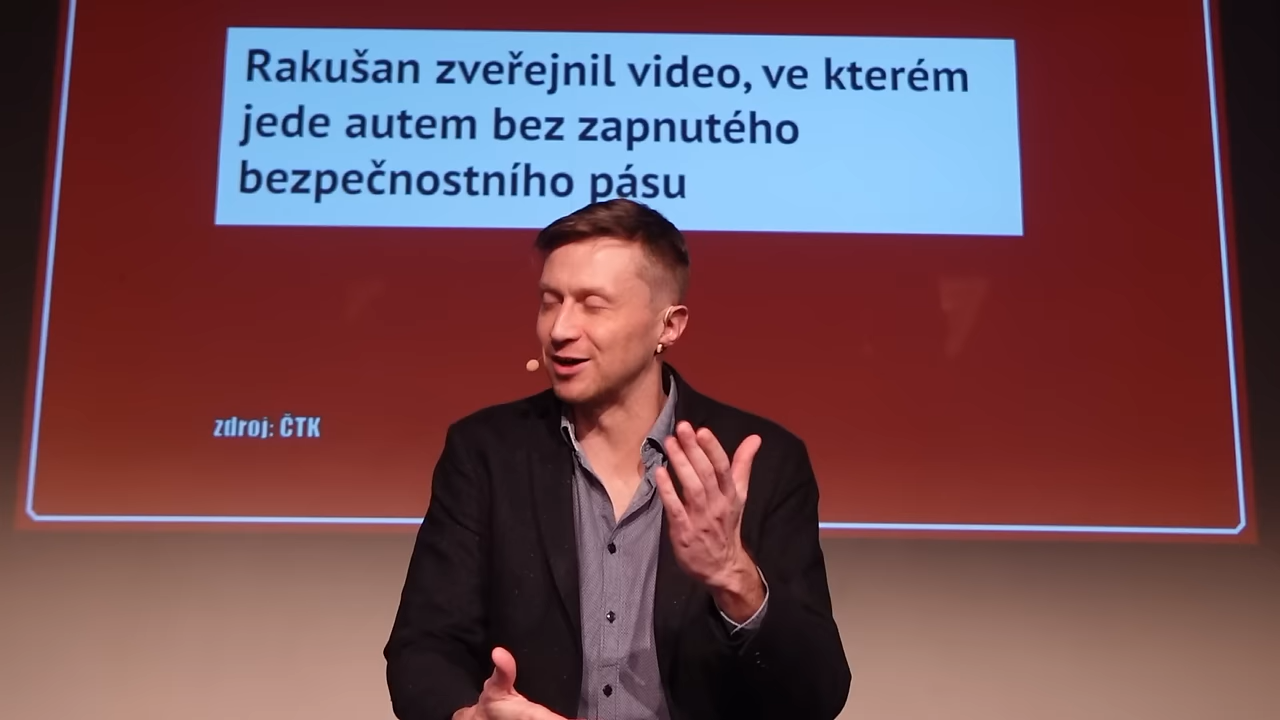 Rakušan zveřejnil video, ve kterém
jede autem bez zapnutého
bezpečnostního pásu
zdroj: ČTK